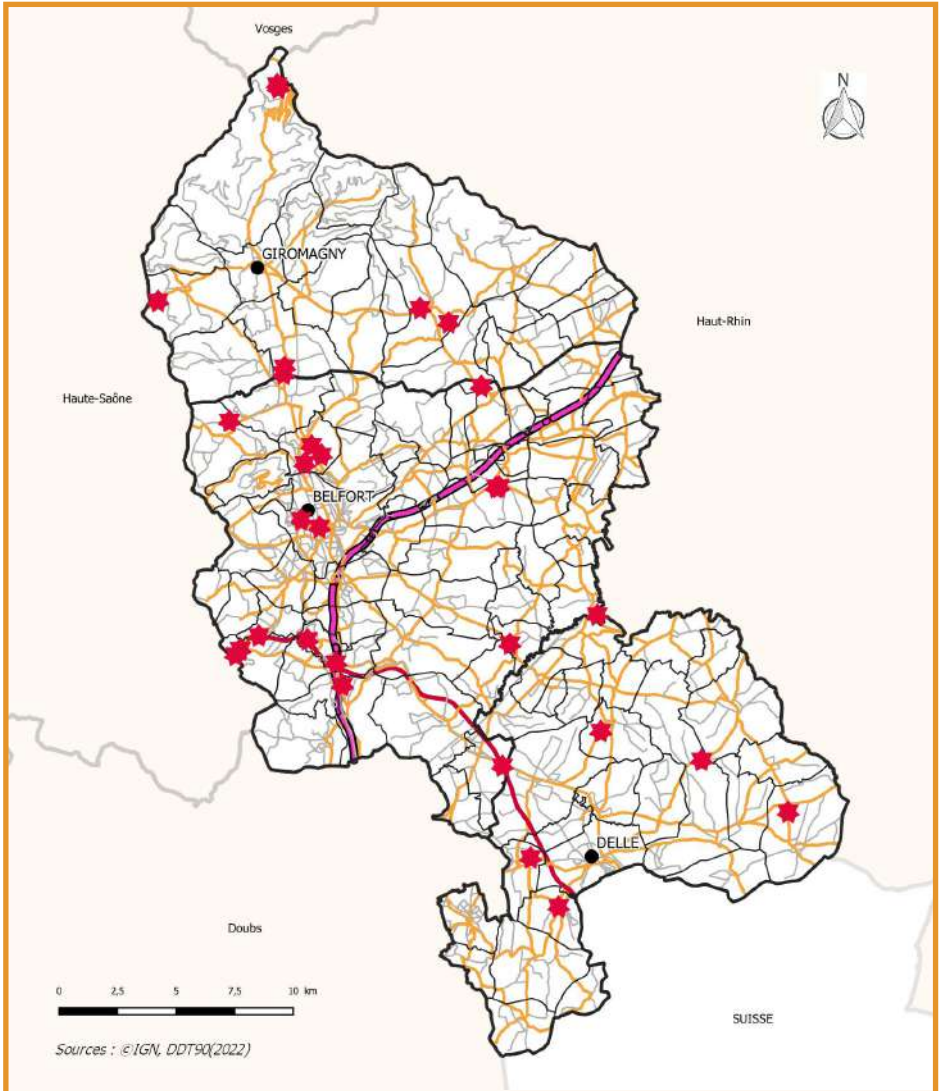 Vosges
N
GIROMAGNY
Haut-Rhin
Haute-Saône
BELFORT
DELLE
Doubs
0 2,5 5 7,5 10 km
SUISSE
Sources : ©IGN, DDT90(2022)